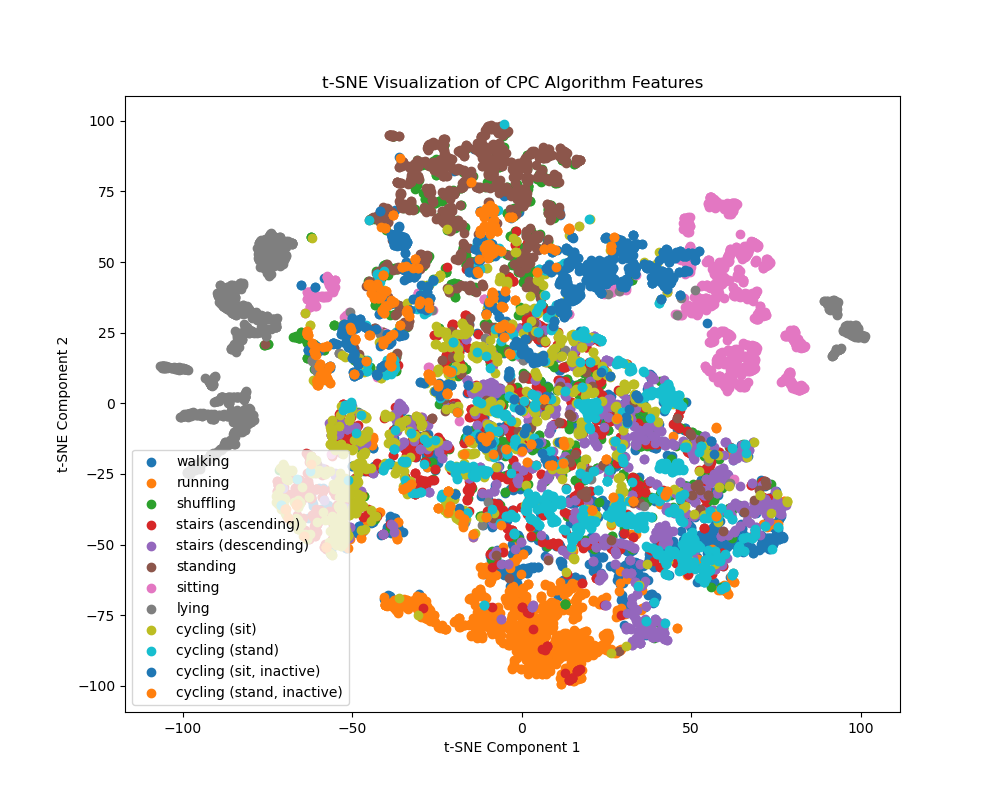 t-SNE Visualization of CPC Algorithm Features
100
75
50
25
0
−25
−50
−75
−100
t-SNE Component 2
walking
running
shuffling
stairs (ascending)
stairs (descending)
standing
sitting
lying
cycling (sit)
cycling (stand)
cycling (sit, inactive)
cycling (stand, inactive)
−100
−50
0
50
100
t-SNE Component 1